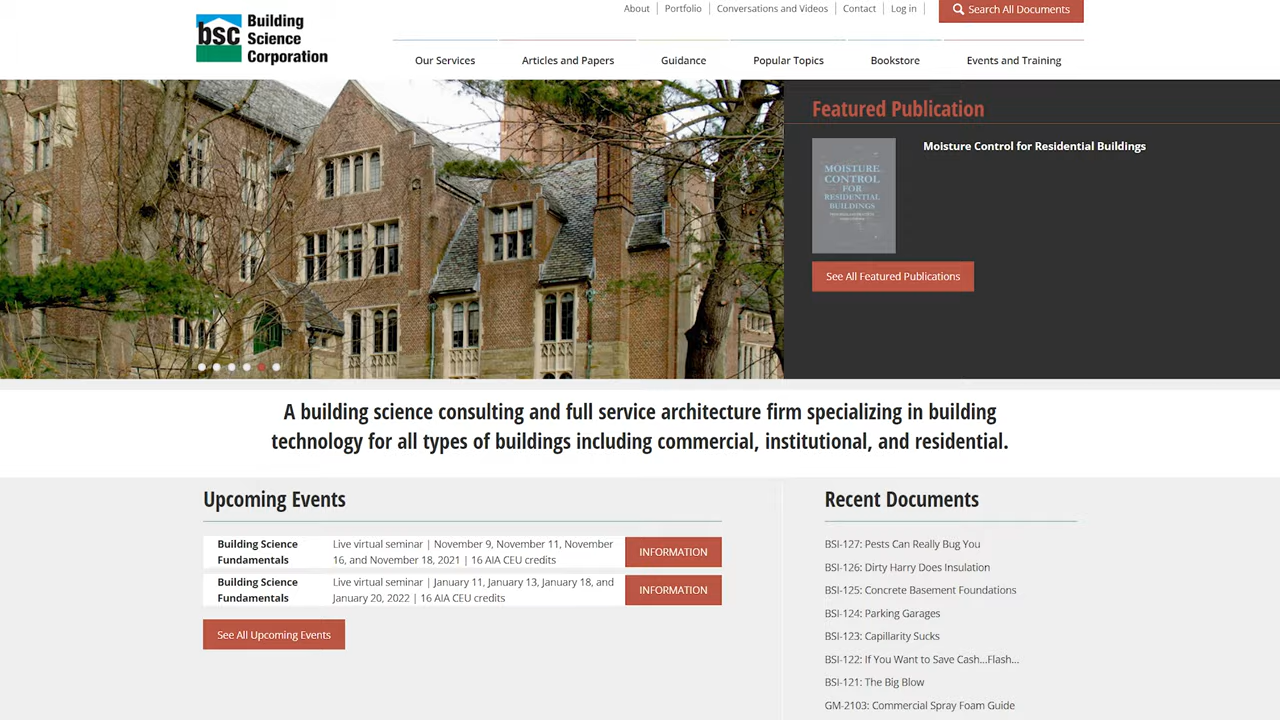 About
Portfolio
Conversations and Videos
Contact
Log in
Search All Documents
bsc
Building
Science
Corporation
Our Services
Articles and Papers
Guidance
Popular Topics
Bookstore
Events and Training
Featured Publication
Moisture Control for Residential Buildings
MOISTURE
CONTROL
FOR
RESIDENTIAL
BUILDINGS
See All Featured Publications
A building science consulting and full service architecture firm specializing in building
technology for all types of buildings including commercial, institutional, and residential.
Upcoming Events
Building Science
Fundamentals
Live virtual seminar | November 9, November 11, November
16, and November 18, 2021 | 16 AIA CEU credits
INFORMATION
Building Science
Fundamentals
Live virtual seminar | January 11, January 13, January 18, and
January 20, 2022 | 16 AIA CEU credits
INFORMATION
See All Upcoming Events
Recent Documents
BSI-127: Pests Can Really Bug You
BSI-126: Dirty Harry Does Insulation
BSI-125: Concrete Basement Foundations
BSI-124: Parking Garages
BSI-123: Capillarity Sucks
BSI-122: If You Want to Save Cash...Flash...
BSI-121: The Big Blow
GM-2103: Commercial Spray Foam Guide